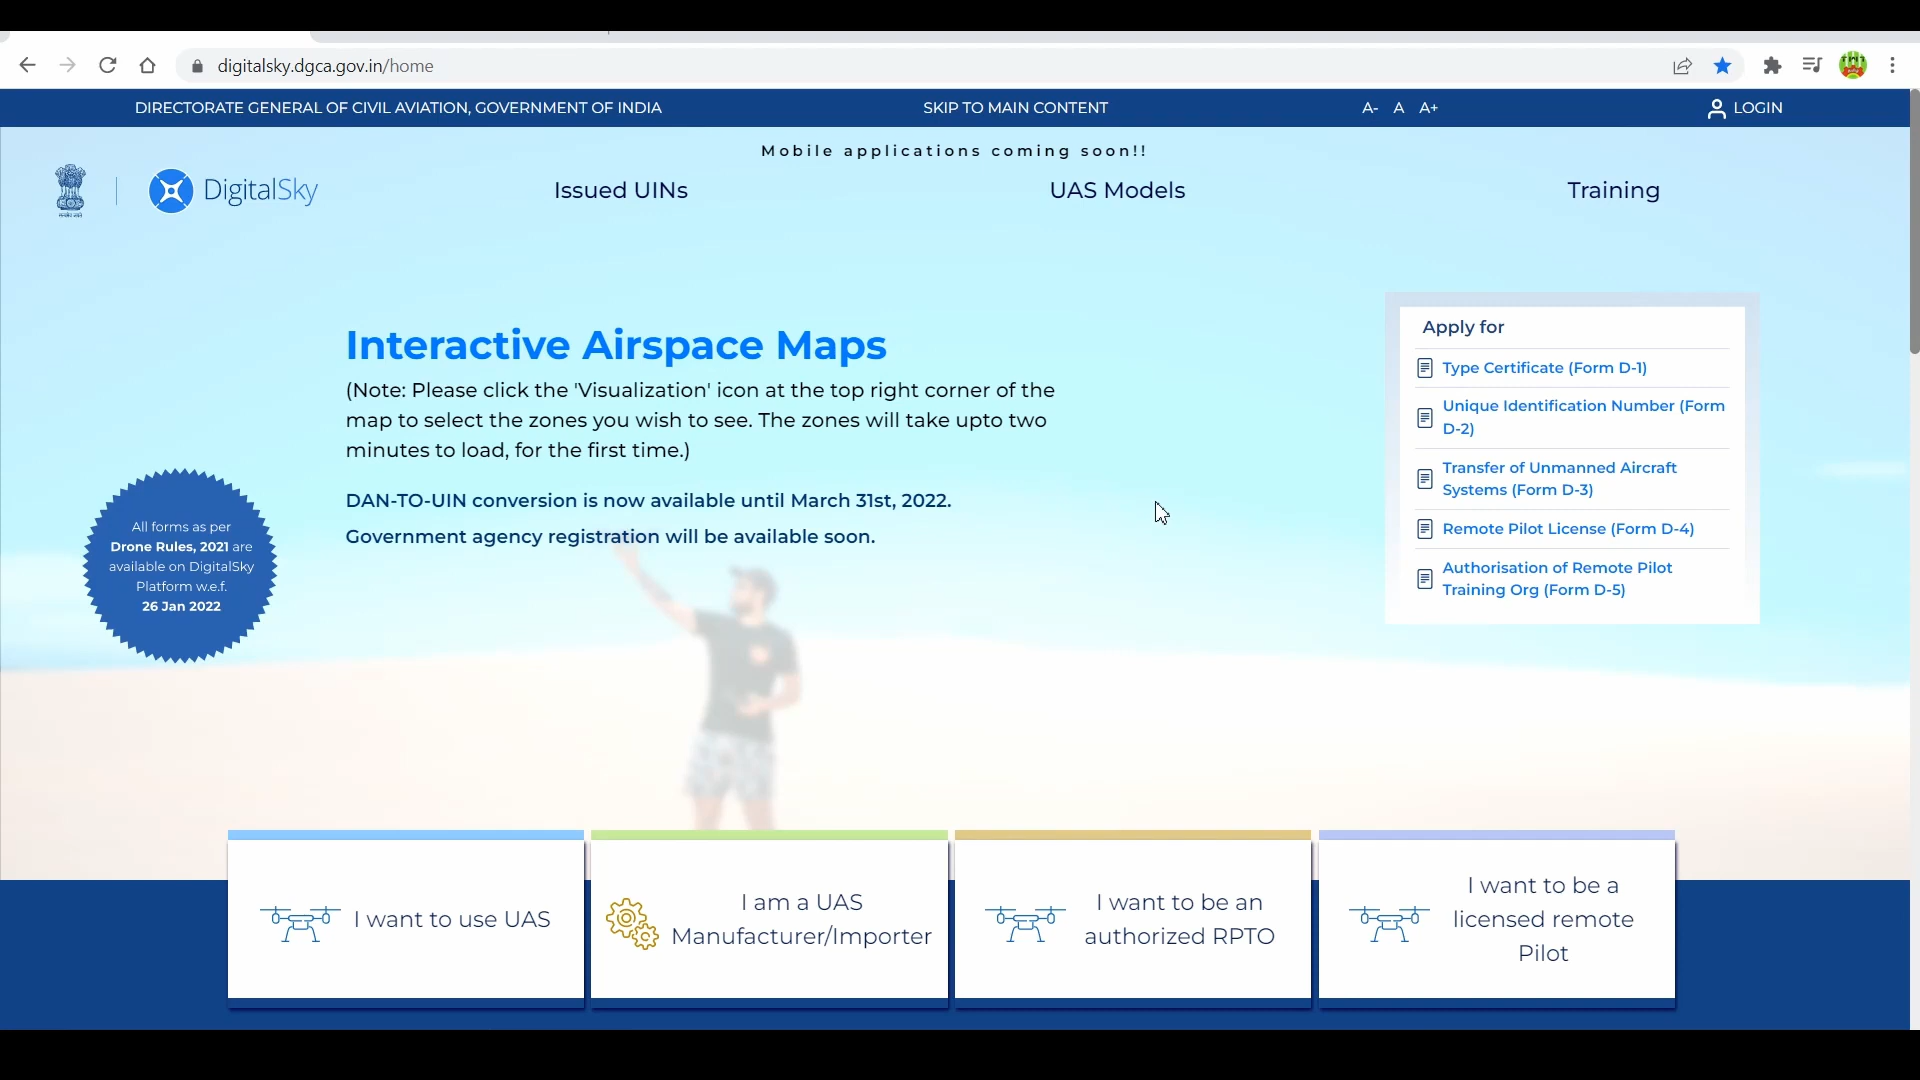 digitalsky.dgca.gov.in/home
DIRECTORATE GENERAL OF CIVIL AVIATION, GOVERNMENT OF INDIA
SKIP TO MAIN CONTENT
A- A A+
LOGIN
Mobile applications coming soon!!
DigitalSky
Issued UINs
UAS Models
Training
Interactive Airspace Maps
(Note: Please click the 'Visualization' icon at the top right corner of the
map to select the zones you wish to see. The zones will take upto two
minutes to load, for the first time.)
DAN-TO-UIN conversion is now available until March 31st, 2022.
Government agency registration will be available soon.
All forms as per
Drone Rules, 2021 are
available on DigitalSky
Platform w.e.f.
26 Jan 2022
Apply for
Type Certificate (Form D-1)
Unique Identification Number (Form
D-2)
Transfer of Unmanned Aircraft
Systems (Form D-3)
Remote Pilot License (Form D-4)
Authorisation of Remote Pilot
Training Org (Form D-5)
I want to use UAS
I am a UAS
Manufacturer/Importer
I want to be an
authorized RPTO
I want to be a
licensed remote
Pilot